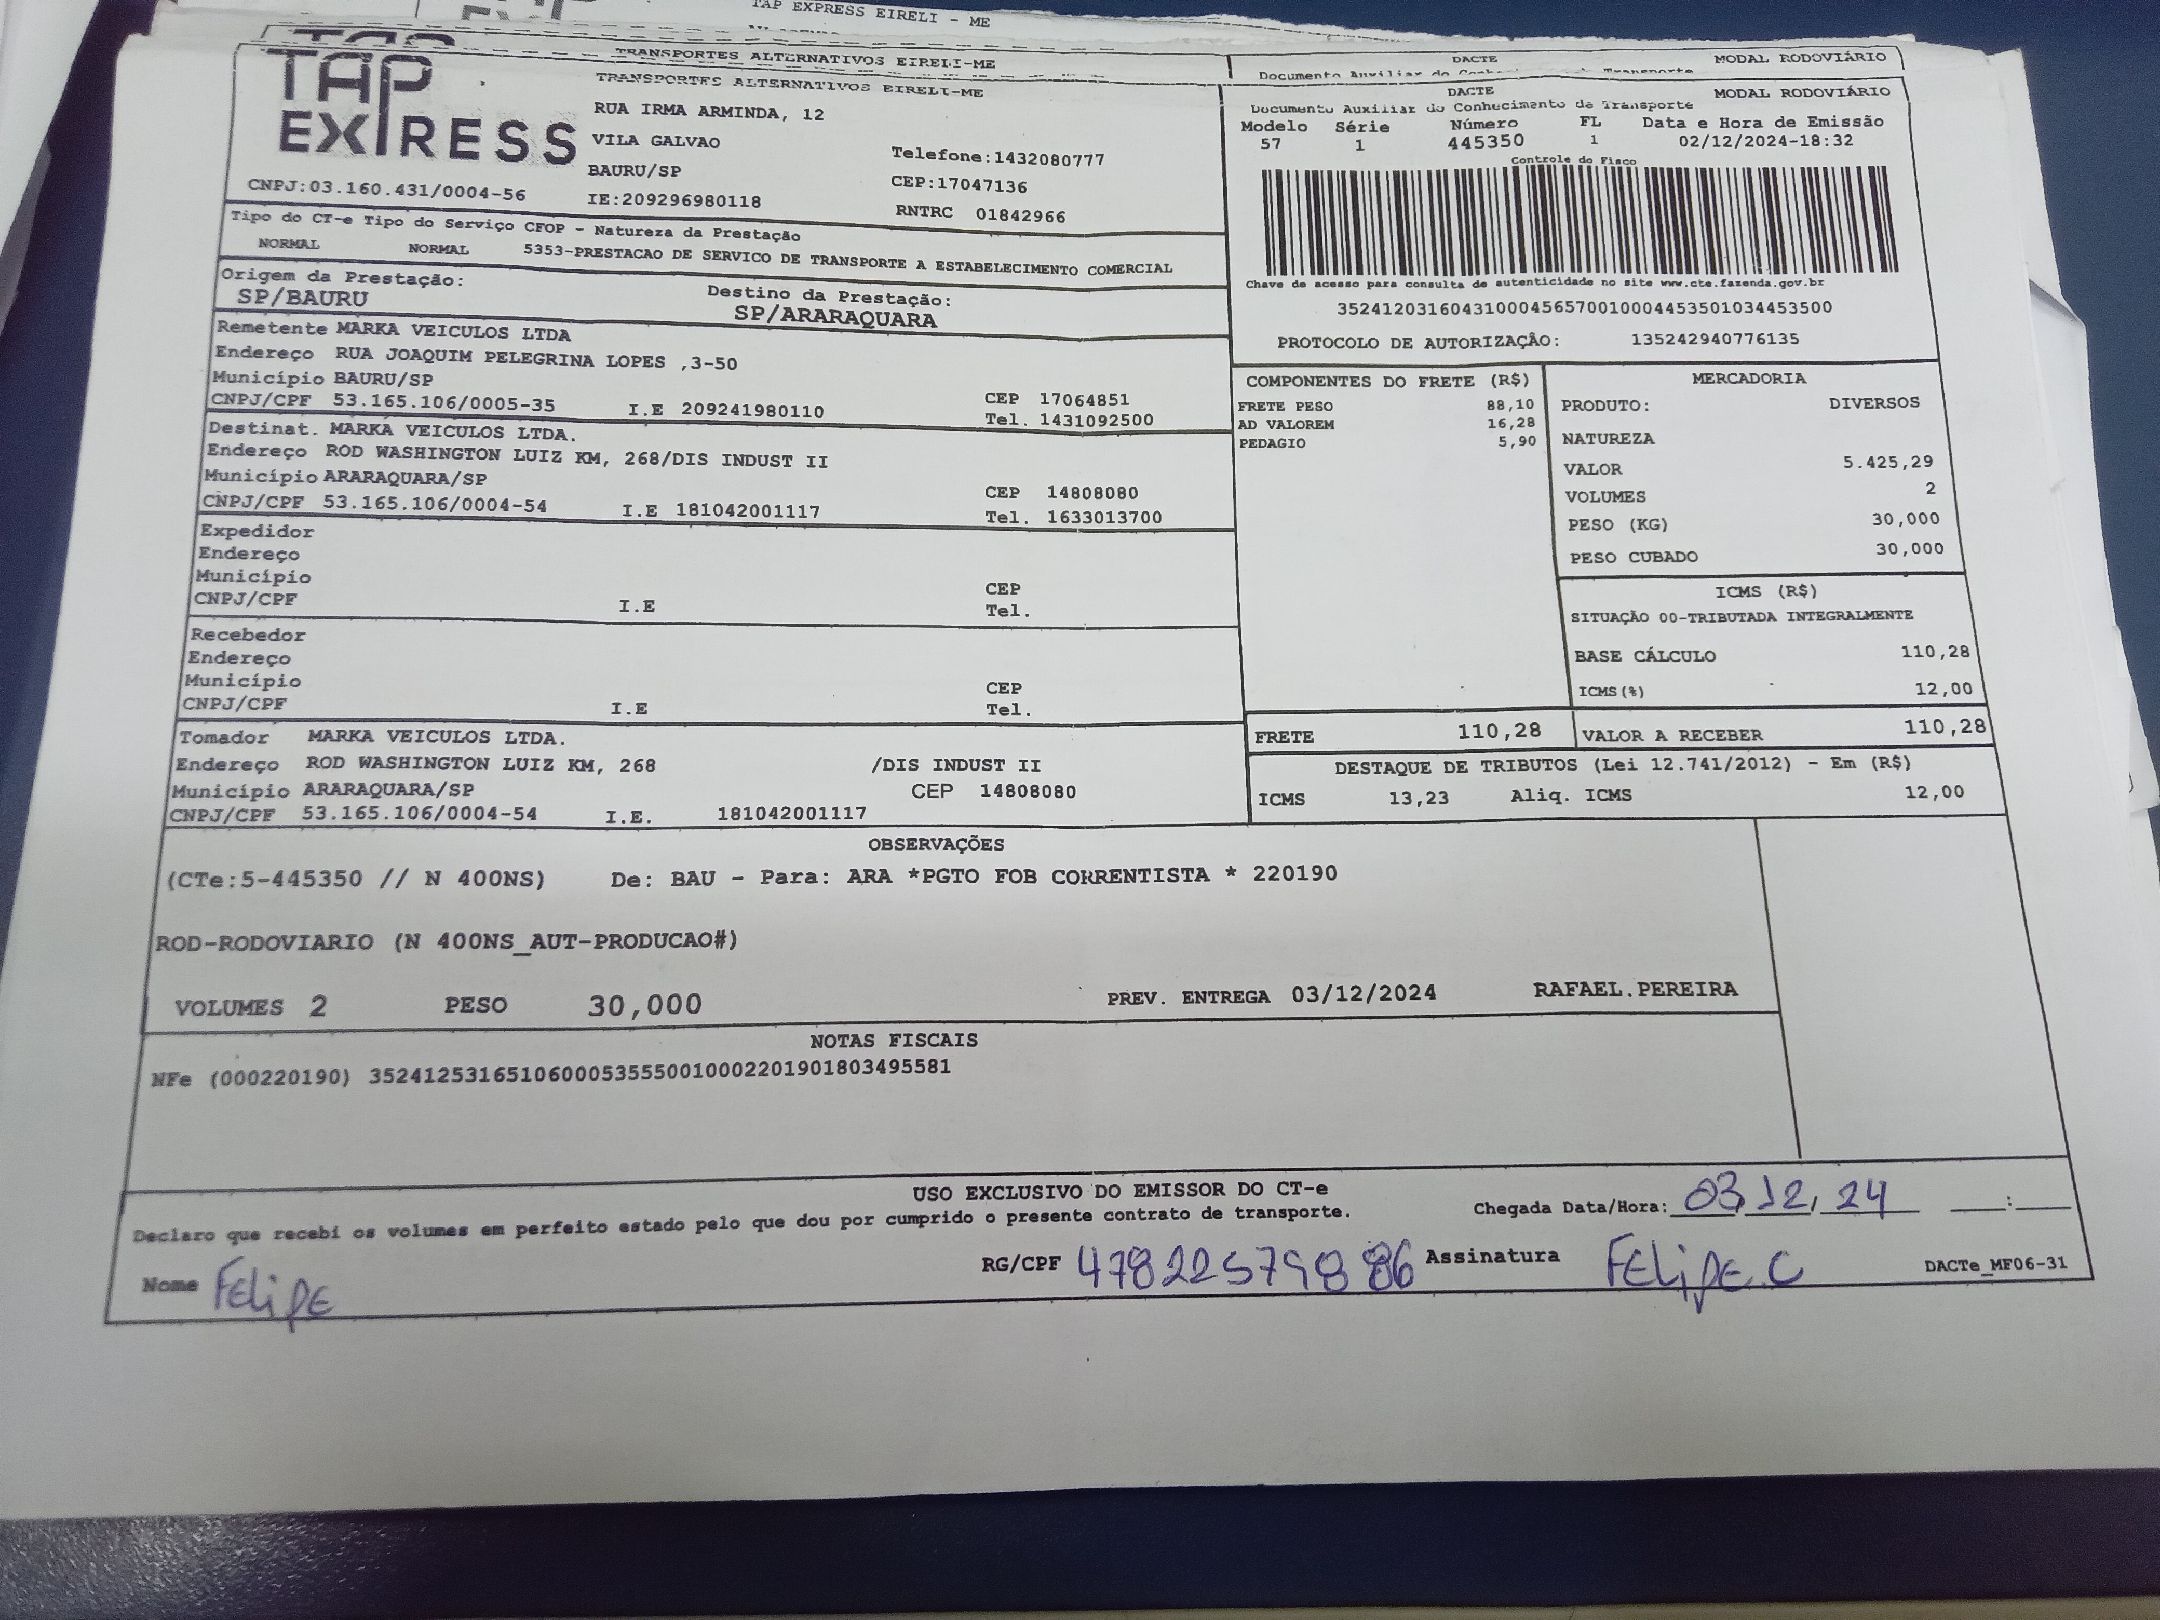 TAP EXPRESS EIRELI - ME
TRANSPORTES ALTERNATIVOS EIRELI-ME
DACTE
MODAL RODOVIÁRIO
TAP EXPRESS
TRANSPORTES ALTERNATIVOS EIRELI-ME
RUA IRMA ARMINDA, 12
VILA GALVAO
Telefone:1432080777
BAURU/SP
CEP:17047136
CNPJ:03.160.431/0004-56
IE:209296980118
RNTRC 01842966
DACTE
MODAL RODOVIÁRIO
Documento Auxiliar do Conhecimento de Transporte
Modelo Série Número FL Data e Hora de Emissão
57 1 445350 1 02/12/2024-18:32
Controle do Fisco
Chave de acesso para consulta de autenticidade no site www.cte.fazenda.gov.br
35241203160431000456570010004453501034453500
PROTOCOLO DE AUTORIZAÇÃO: 135242940776135
Tipo do CT-e Tipo do Serviço CFOP - Natureza da Prestação
NORMAL NORMAL 5353-PRESTACAO DE SERVICO DE TRANSPORTE A ESTABELECIMENTO COMERCIAL
Origem da Prestação: Destino da Prestação:
SP/BAURU SP/ARARAQUARA
Remetente MARKA VEICULOS LTDA
Endereço RUA JOAQUIM PELEGRINA LOPES ,3-50
Município BAURU/SP CEP 17064851
CNPJ/CPF 53.165.106/0005-35 I.E 209241980110 Tel. 1431092500
Destinat. MARKA VEICULOS LTDA.
Endereço ROD WASHINGTON LUIZ KM, 268/DIS INDUST II
Município ARARAQUARA/SP CEP 14808080
CNPJ/CPF 53.165.106/0004-54 I.E 181042001117 Tel. 1633013700
Expedidor
Endereço
Município CEP
CNPJ/CPF I.E Tel.
Recebedor
Endereço
Município CEP
CNPJ/CPF I.E Tel.
Tomador MARKA VEICULOS LTDA.
Endereço ROD WASHINGTON LUIZ KM, 268 /DIS INDUST II
Município ARARAQUARA/SP CEP 14808080
CNPJ/CPF 53.165.106/0004-54 I.E. 181042001117
COMPONENTES DO FRETE (R$)
FRETE PESO 88,10
AD VALOREM 16,28
PEDAGIO 5,90
MERCADORIA
PRODUTO: DIVERSOS
NATUREZA
VALOR 5.425,29
VOLUMES 2
PESO (KG) 30,000
PESO CUBADO 30,000
ICMS (R$)
SITUAÇÃO 00-TRIBUTADA INTEGRALMENTE
BASE CÁLCULO 110,28
ICMS(%) 12,00
FRETE 110,28 VALOR A RECEBER 110,28
DESTAQUE DE TRIBUTOS (Lei 12.741/2012) - Em (R$)
ICMS 13,23 Aliq. ICMS 12,00
OBSERVAÇÕES
(CTe:5-445350 // N 400NS) De: BAU - Para: ARA *PGTO FOB CORRENTISTA * 220190
ROD-RODOVIARIO (N 400NS_AUT-PRODUCAO#)
VOLUMES 2 PESO 30,000 PREV. ENTREGA 03/12/2024 RAFAEL.PEREIRA
NOTAS FISCAIS
NFe (000220190) 35241253165106000535550010002201901803495581
USO EXCLUSIVO DO EMISSOR DO CT-e
Declaro que recebi os volumes em perfeito estado pelo que dou por cumprido o presente contrato de transporte.
Chegada Data/Hora: 03 12, 24 :
Nome Felipe RG/CPF 47822579886 Assinatura Felipe C DACTe_MF06-31